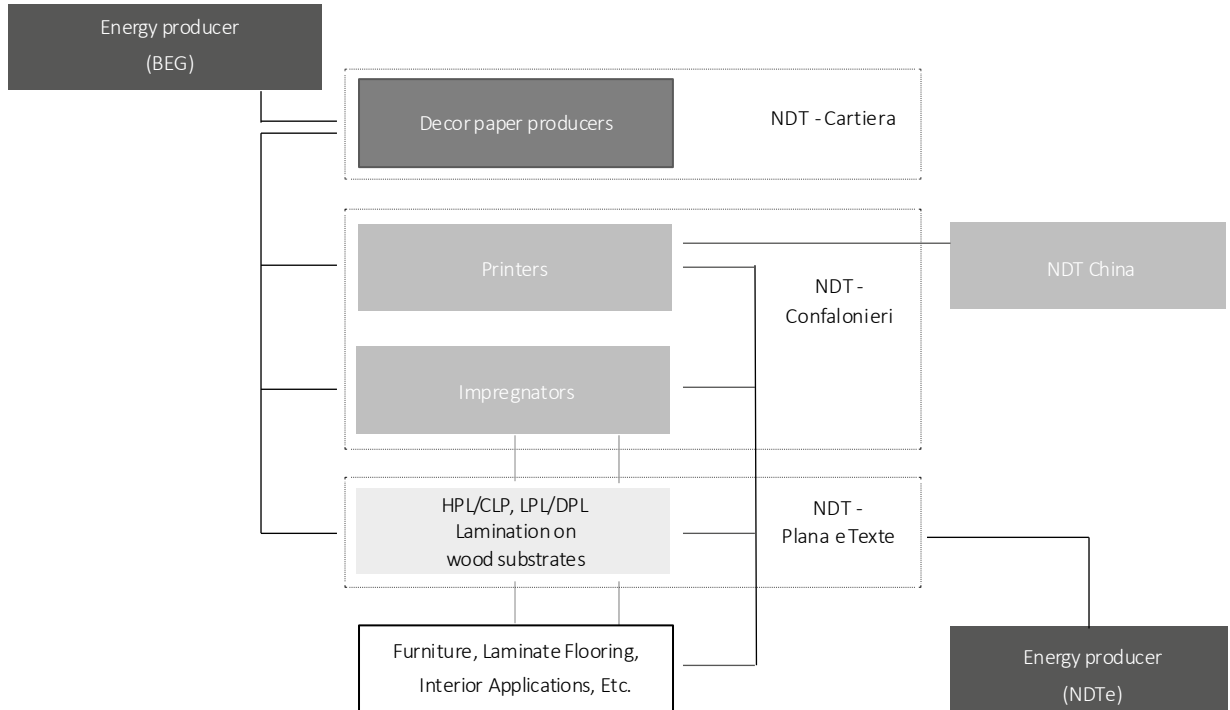 Energy producer
(BEG)
Decor paper producers
NDT - Cartiera
Printers
NDT -
Confalonieri
NDT China
Impregnators
HPL/CLP, LPL/DPL
Lamination on
wood substrates
NDT -
Plana e Texte
Furniture, Laminate Flooring,
Interior Applications, Etc.
Energy producer
(NDTe)